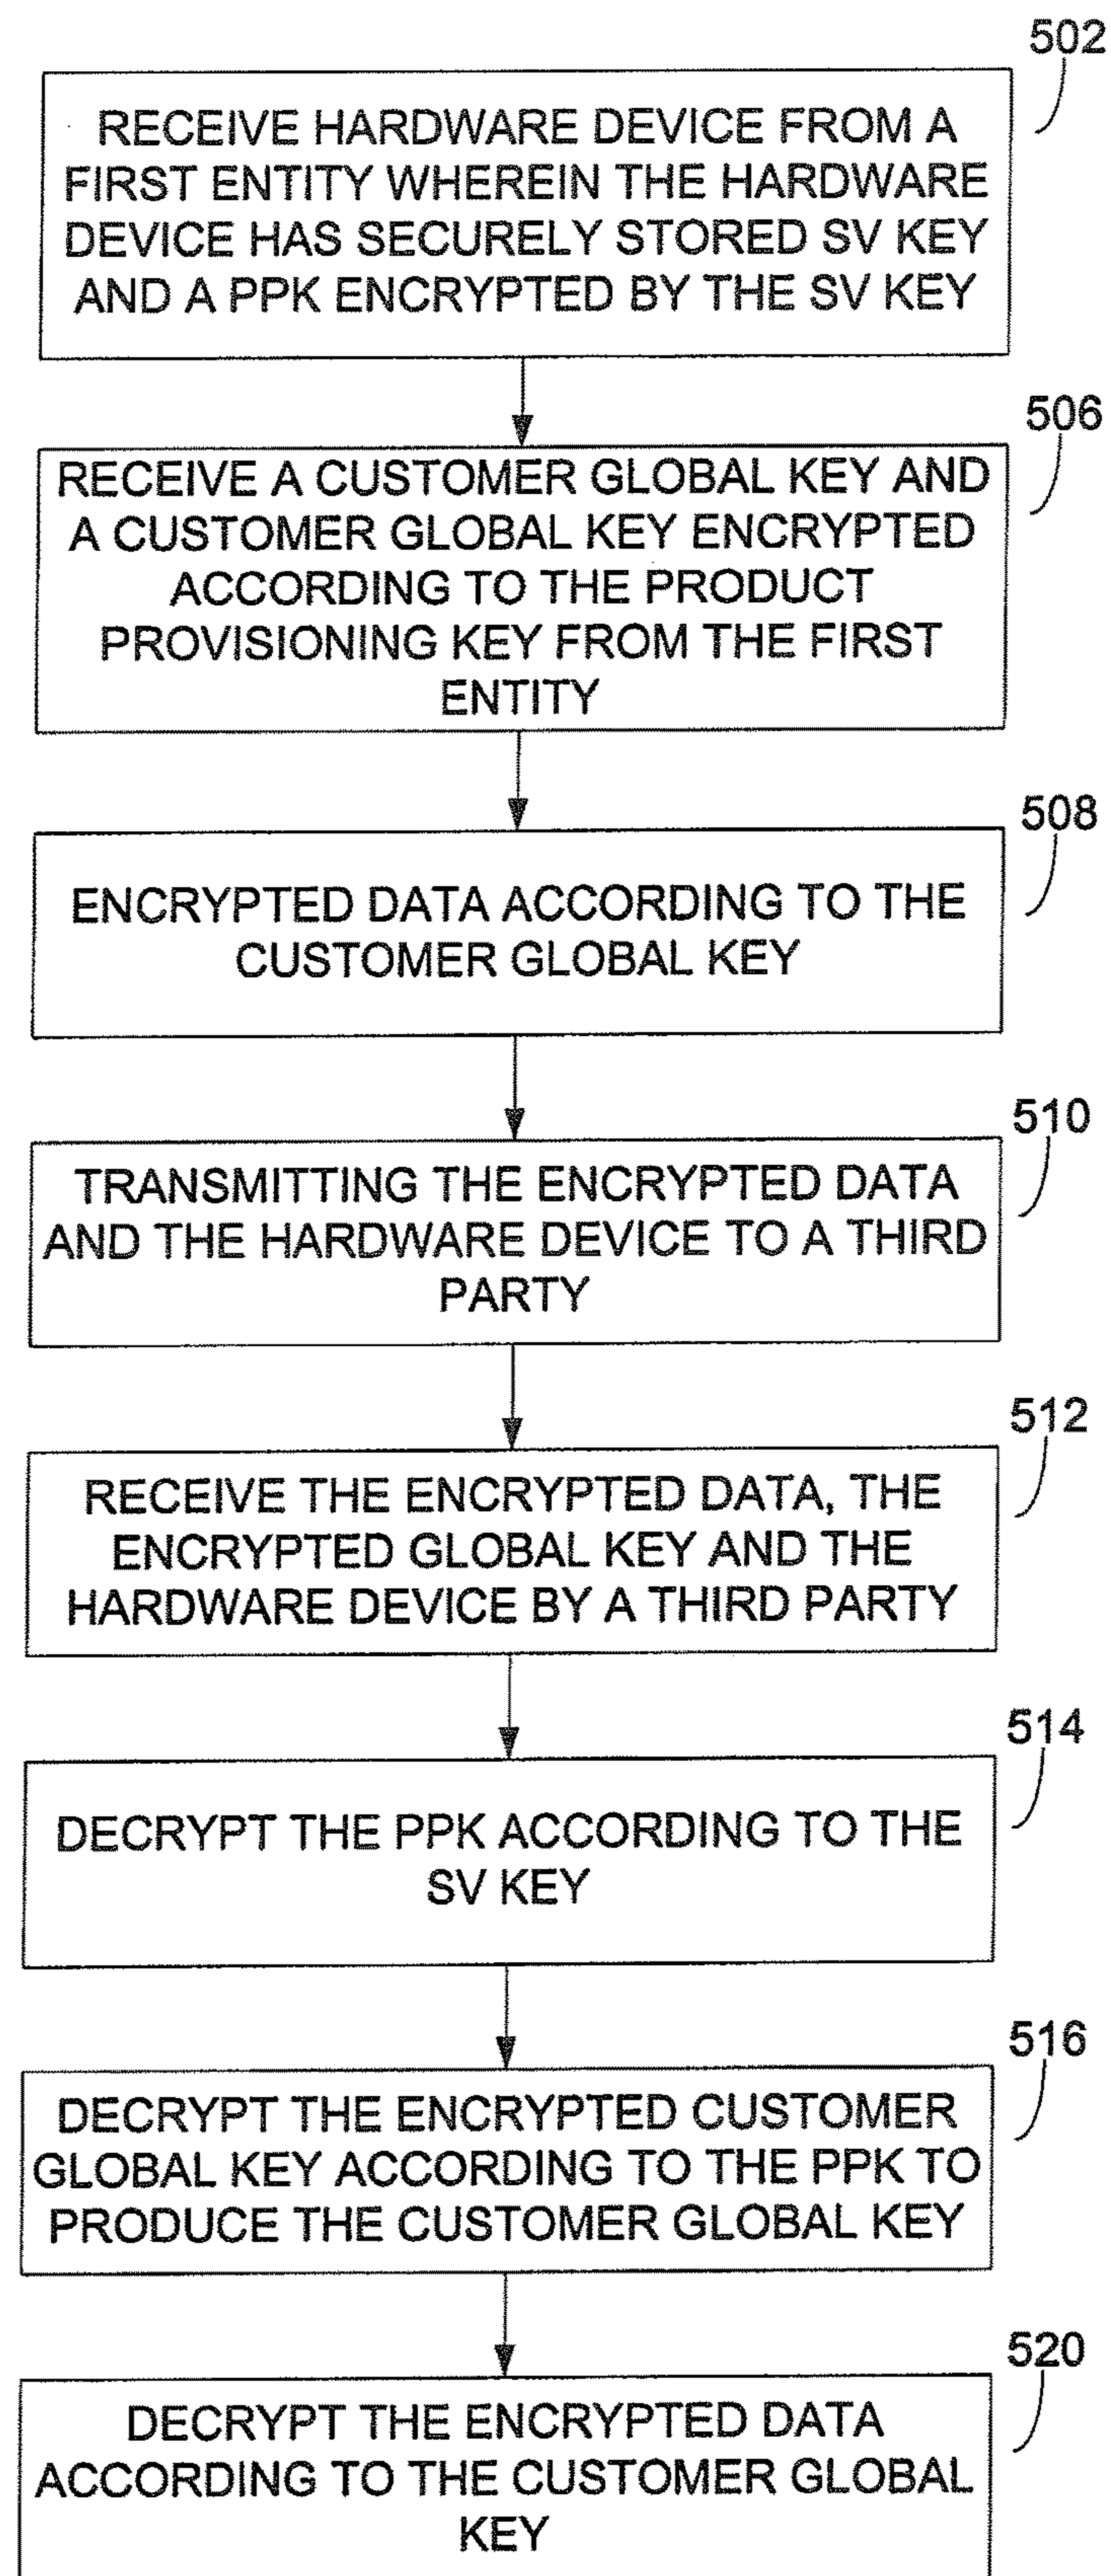 502
RECEIVE HARDWARE DEVICE FROM A
FIRST ENTITY WHEREIN THE HARDWARE
DEVICE HAS SECURELY STORED SV KEY
AND A PPK ENCRYPTED BY THE SV KEY
506
RECEIVE A CUSTOMER GLOBAL KEY AND
A CUSTOMER GLOBAL KEY ENCRYPTED
ACCORDING TO THE PRODUCT
PROVISIONING KEY FROM THE FIRST
ENTITY
508
ENCRYPTED DATA ACCORDING TO THE
CUSTOMER GLOBAL KEY
510
TRANSMITTING THE ENCRYPTED DATA
AND THE HARDWARE DEVICE TO A THIRD
PARTY
512
RECEIVE THE ENCRYPTED DATA, THE
ENCRYPTED GLOBAL KEY AND THE
HARDWARE DEVICE BY A THIRD PARTY
514
DECRYPT THE PPK ACCORDING TO THE
SV KEY
516
DECRYPT THE ENCRYPTED CUSTOMER
GLOBAL KEY ACCORDING TO THE PPK TO
PRODUCE THE CUSTOMER GLOBAL KEY
520
DECRYPT THE ENCRYPTED DATA
ACCORDING TO THE CUSTOMER GLOBAL
KEY